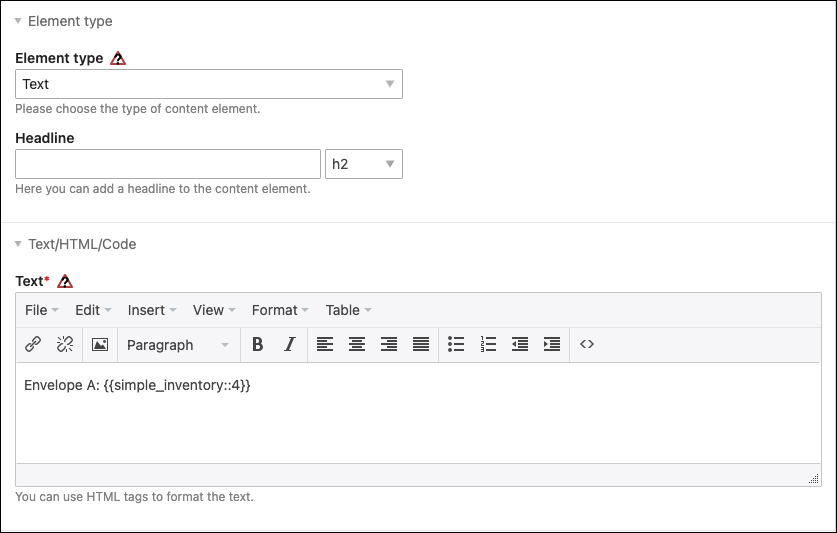 Element type
Element type
Text
Please choose the type of content element.
Headline
h2
Here you can add a headline to the content element.
Text/HTML/Code
Text*
File Edit Insert View Format Table
Paragraph B I
Envelope A: {{simple_inventory::4}}
You can use HTML tags to format the text.